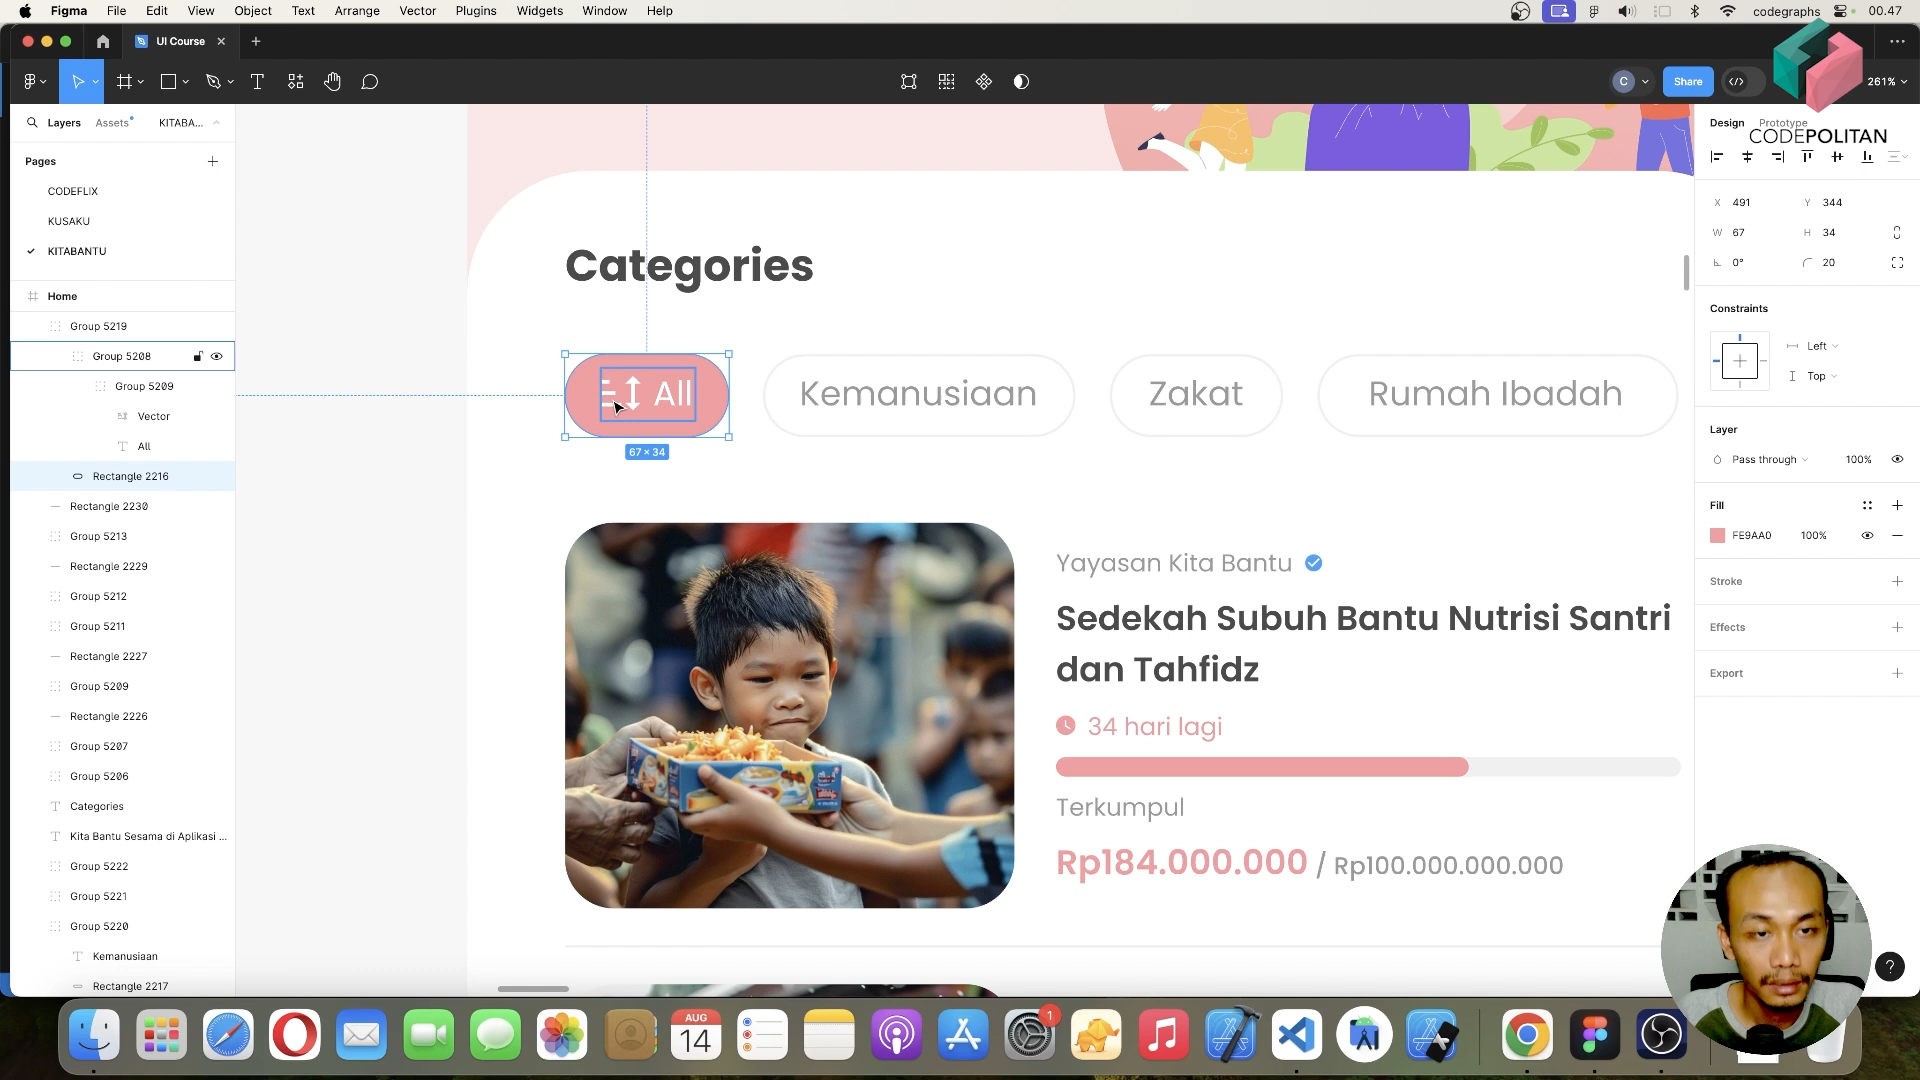 Figma File Edit View Object Text Arrange Vector Plugins Widgets Window Help
codegraphs 00.47
UI Course
C Share 261%
CODEPOLITAN
Layers Assets KITABA...
Pages
CODEFLIX
KUSAKU
KITABANTU
Home
Group 5219
Group 5208
Group 5209
Vector
All
Rectangle 2216
Rectangle 2230
Group 5213
Rectangle 2229
Group 5212
Group 5211
Rectangle 2227
Group 5209
Rectangle 2226
Group 5207
Group 5206
Categories
Kita Bantu Sesama di Aplikasi ...
Group 5222
Group 5221
Group 5220
Kemanusiaan
Rectangle 2217
Categories
All Kemanusiaan Zakat Rumah Ibadah
67 × 34
Yayasan Kita Bantu
Sedekah Subuh Bantu Nutrisi Santri
dan Tahfidz
34 hari lagi
Terkumpul
Rp184.000.000 / Rp100.000.000.000
Design Prototype
X 491 Y 344
W 67 H 34
0° 20
Constraints
Left
Top
Layer
Pass through 100%
Fill
FE9AA0 100%
Stroke
Effects
Export
?
AUG
14
1